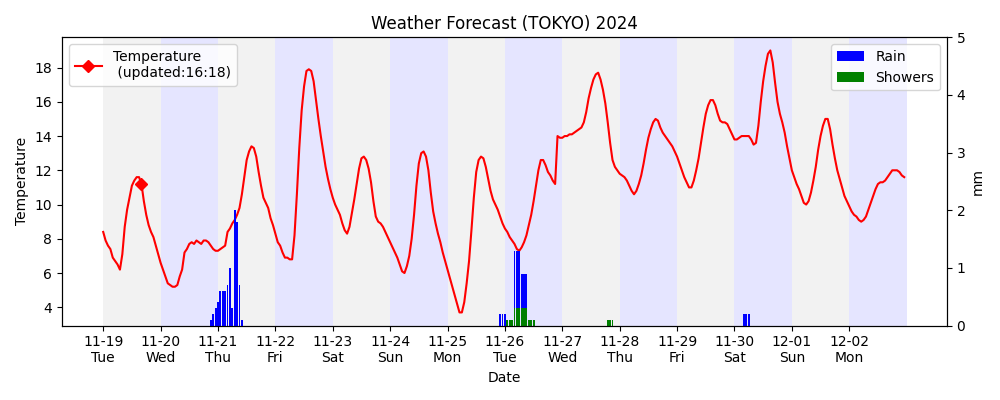 Weather Forecast (TOKYO) 2024
Temperature
(updated:16:18)
Rain
Showers
Temperature
18
16
14
12
10
8
6
4
5
4
3
2
1
0
mm
11-19 11-20 11-21 11-22 11-23 11-24 11-25 11-26 11-27 11-28 11-29 11-30 12-01 12-02
Tue Wed Thu Fri Sat Sun Mon Tue Wed Thu Fri Sat Sun Mon
Date